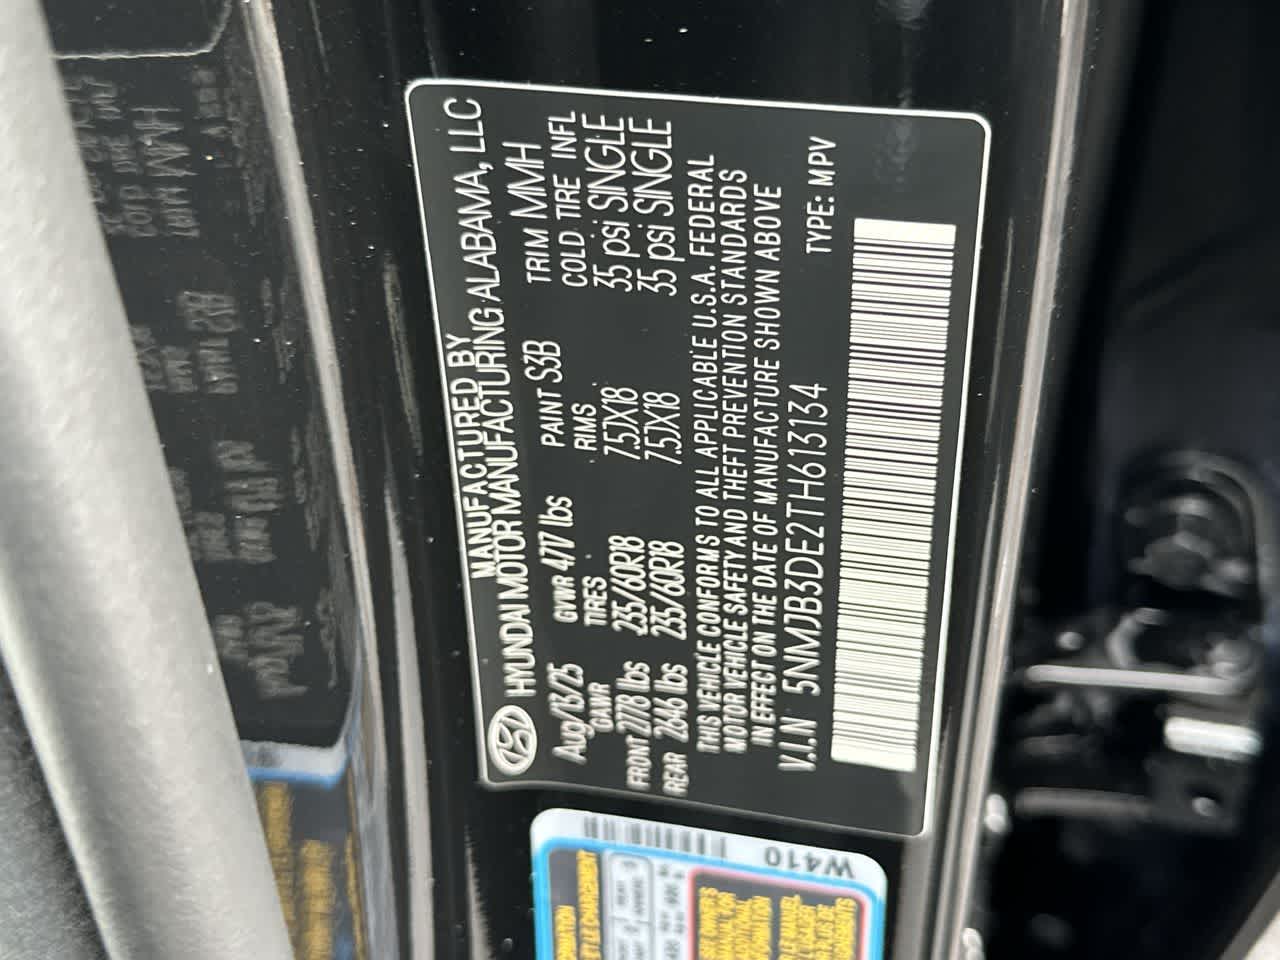 MANUFACTURED BY
HYUNDAI MOTOR MANUFACTURING ALABAMA, LLC
Aug/13/25 GVWR 4717 lbs PAINT S3B TRIM MMH
GAWR TIRES RIMS COLD TIRE INFL
FRONT 2778 lbs 235/60R18 7.5JX18 35 psi SINGLE
REAR 2646 lbs 235/60R18 7.5JX18 35 psi SINGLE
THIS VEHICLE CONFORMS TO ALL APPLICABLE U.S.A. FEDERAL
MOTOR VEHICLE SAFETY AND THEFT PREVENTION STANDARDS
IN EFFECT ON THE DATE OF MANUFACTURE SHOWN ABOVE
V.I.N 5NMJB3DE2TH613134 TYPE: MPV
W410